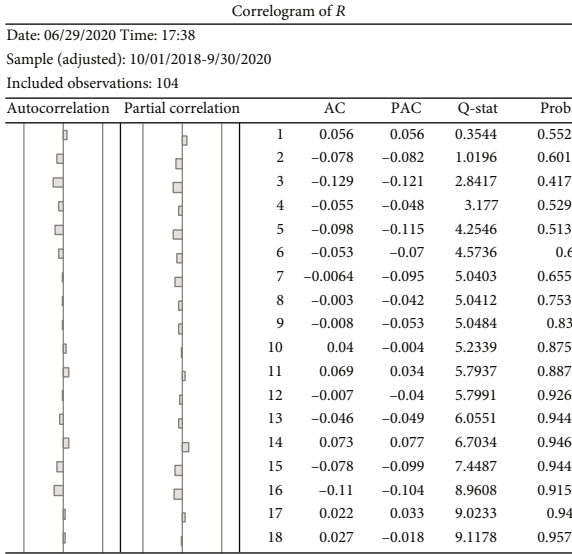 Correlogram of R
Date: 06/29/2020 Time: 17:38
Sample (adjusted): 10/01/2018-9/30/2020
Included observations: 104
Autocorrelation Partial correlation AC PAC Q-stat Prob
1 0.056 0.056 0.3544 0.552
2 –0.078 –0.082 1.0196 0.601
3 –0.129 –0.121 2.8417 0.417
4 –0.055 –0.048 3.177 0.529
5 –0.098 –0.115 4.2546 0.513
6 –0.053 –0.07 4.5736 0.6
7 –0.0064 –0.095 5.0403 0.655
8 –0.003 –0.042 5.0412 0.753
9 –0.008 –0.053 5.0484 0.83
10 0.04 –0.004 5.2339 0.875
11 0.069 0.034 5.7937 0.887
12 –0.007 –0.04 5.7991 0.926
13 –0.046 –0.049 6.0551 0.944
14 0.073 0.077 6.7034 0.946
15 –0.078 –0.099 7.4487 0.944
16 –0.11 –0.104 8.9608 0.915
17 0.022 0.033 9.0233 0.94
18 0.027 –0.018 9.1178 0.957